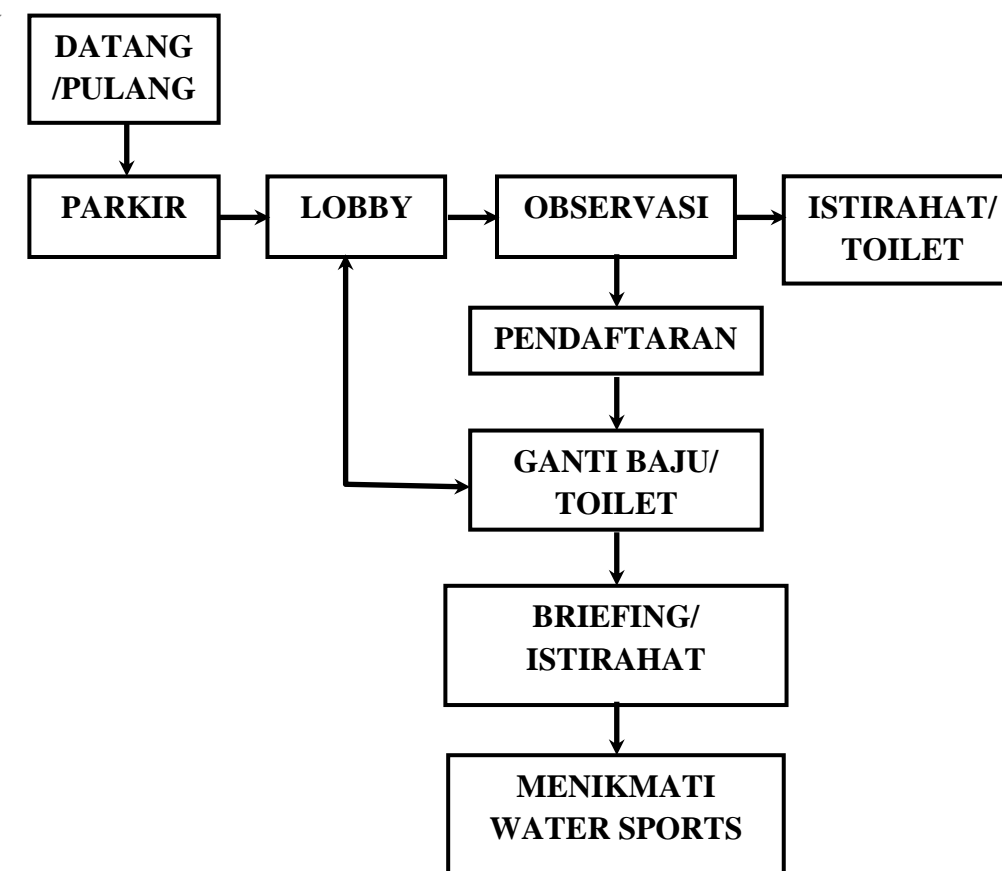 DATANG
/PULANG
PARKIR
LOBBY
OBSERVASI
ISTIRAHAT/
TOILET
PENDAFTARAN
GANTI BAJU/
TOILET
BRIEFING/
ISTIRAHAT
MENIKMATI
WATER SPORTS